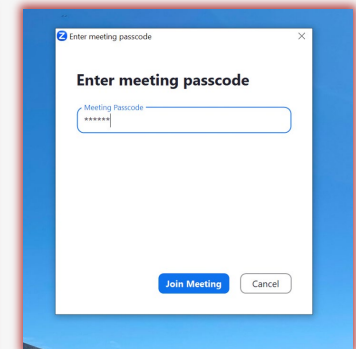 Enter meeting passcode
Enter meeting passcode
Meeting Passcode
******
Join Meeting Cancel